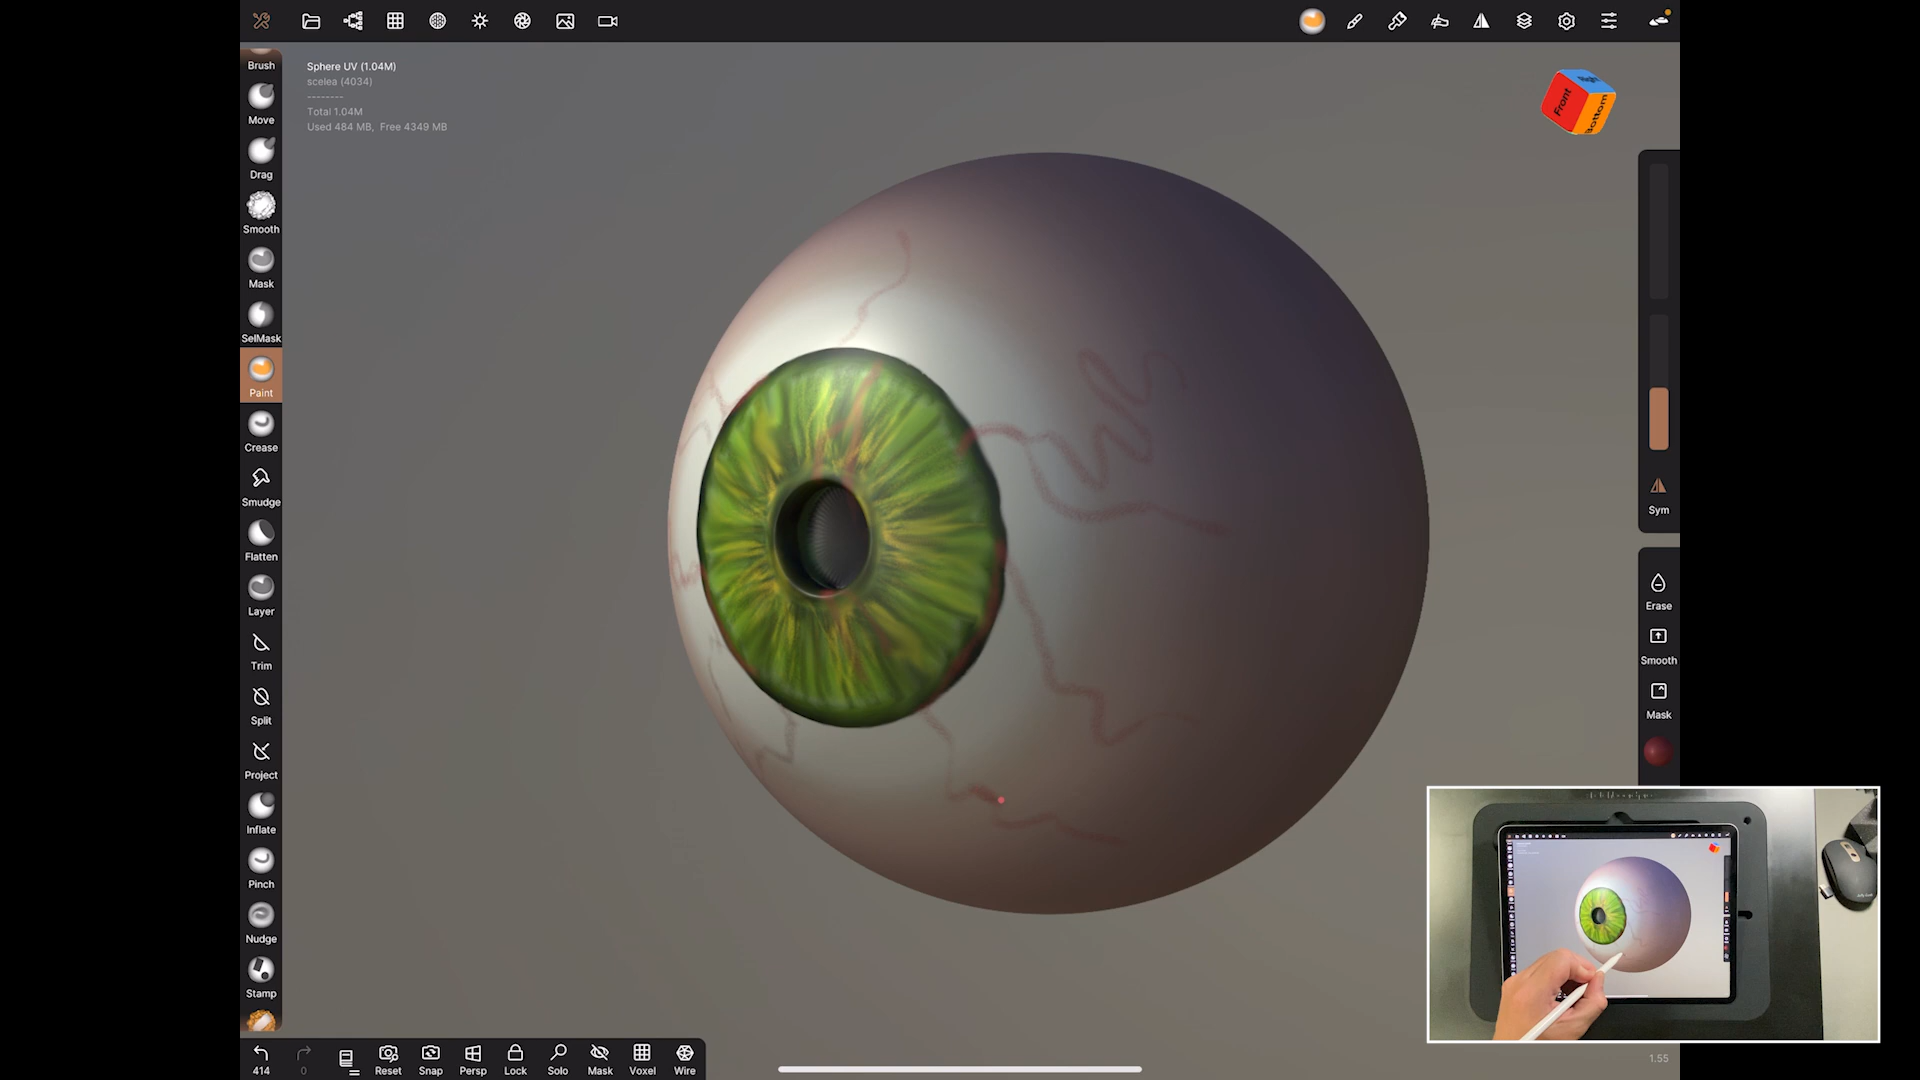 Sphere UV (1.04M)
scelea (4034)
--------
Total 1.04M
Used 484 MB, Free 4349 MB
Brush
Move
Drag
Smooth
Mask
SelMask
Paint
Crease
Smudge
Flatten
Layer
Trim
Split
Project
Inflate
Pinch
Nudge
Stamp
Front
Right
Bottom
Sym
Erase
Smooth
Mask
414
0
Reset
Snap
Persp
Lock
Solo
Mask
Voxel
Wire
1.55